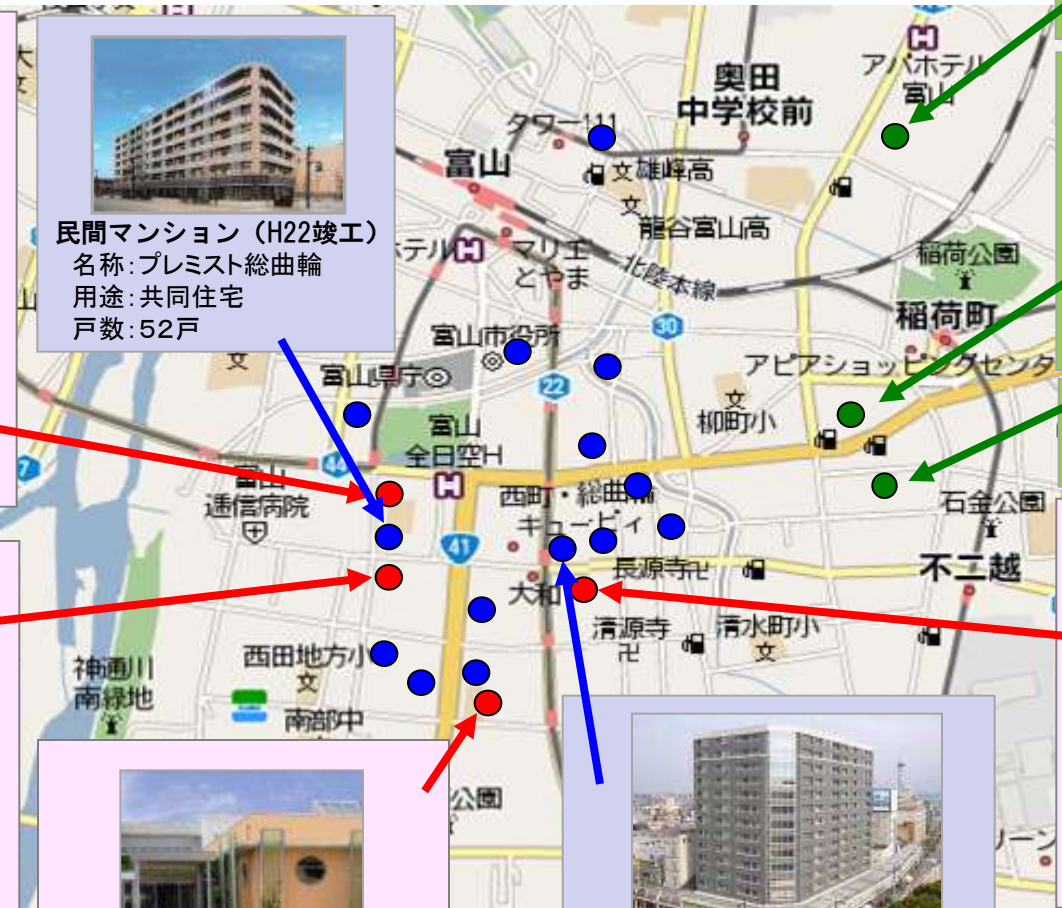 奥田
中学校前
アパホテル
富山
タワー111
富山
雄峰高
龍谷富山高
民間マンション（H22竣工）
名称：プレミスト総曲輪
用途：共同住宅
戸数：５２戸
ホテル
マリエ
とやま
北陸本線
稲荷公園
稲荷町
富山市役所
30
アピアショッピングセンタ
富山県庁
22
柳町小
富山
全日空H
44
富山
逓信病院
西町・総曲輪
キュービィ
石金公園
41
長源寺
不二越
大和
清源寺
清水町小
西田地方小
神通川
南緑地
南部中
公園
リーン